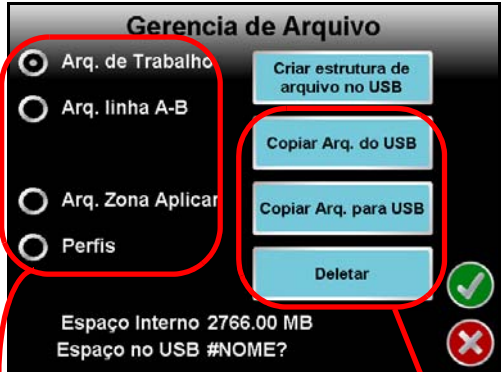 Gerencia de Arquivo
Arq. de Trabalho
Arq. linha A-B
Arq. Zona Aplicar
Perfis
Criar estrutura de
arquivo no USB
Copiar Arq. do USB
Copiar Arq. para USB
Deletar
Espaço Interno 2766.00 MB
Espaço no USB #NOME?